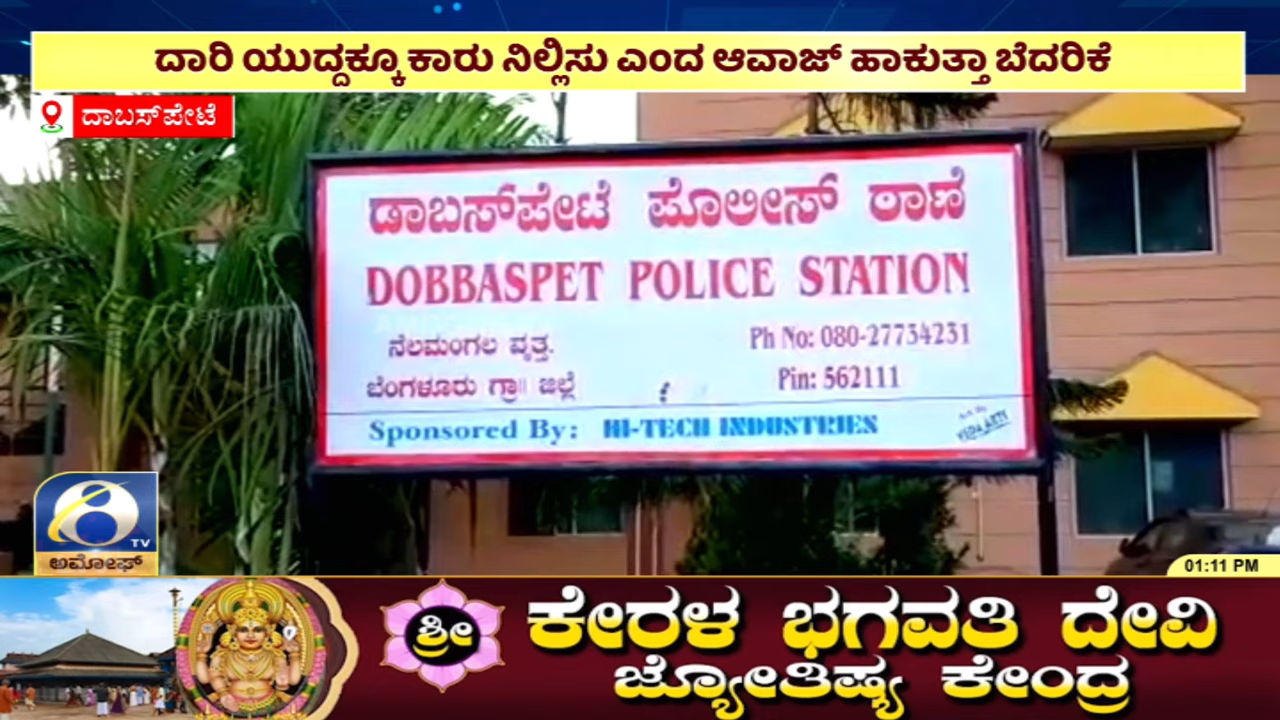 ದಾರಿ ಯುದ್ದಕ್ಕೂ ಕಾರು ನಿಲ್ಲಿಸು ಎಂದ ಆವಾಜ್ ಹಾಕುತ್ತಾ ಬೆದರಿಕೆ
ದಾಬಸ್‌ಪೇಟೆ
ಡಾಬಸ್‌ಪೇಟೆ ಪೊಲೀಸ್ ಠಾಣೆ
DOBBASPET POLICE STATION
ನೆಲಮಂಗಲ ವೃತ್ತ.
Ph No: 080-27734231
ಬೆಂಗಳೂರು ಗ್ರಾ॥ ಜಿಲ್ಲೆ
Pin: 562111
Sponsored By: HI-TECH INDUSTRIES
TV
ಅಮೋಘ್
01:11 PM
ಶ್ರೀ ಕೇರಳ ಭಗವತಿ ದೇವಿ
ಜ್ಯೋತಿಷ್ಯ ಕೇಂದ್ರ